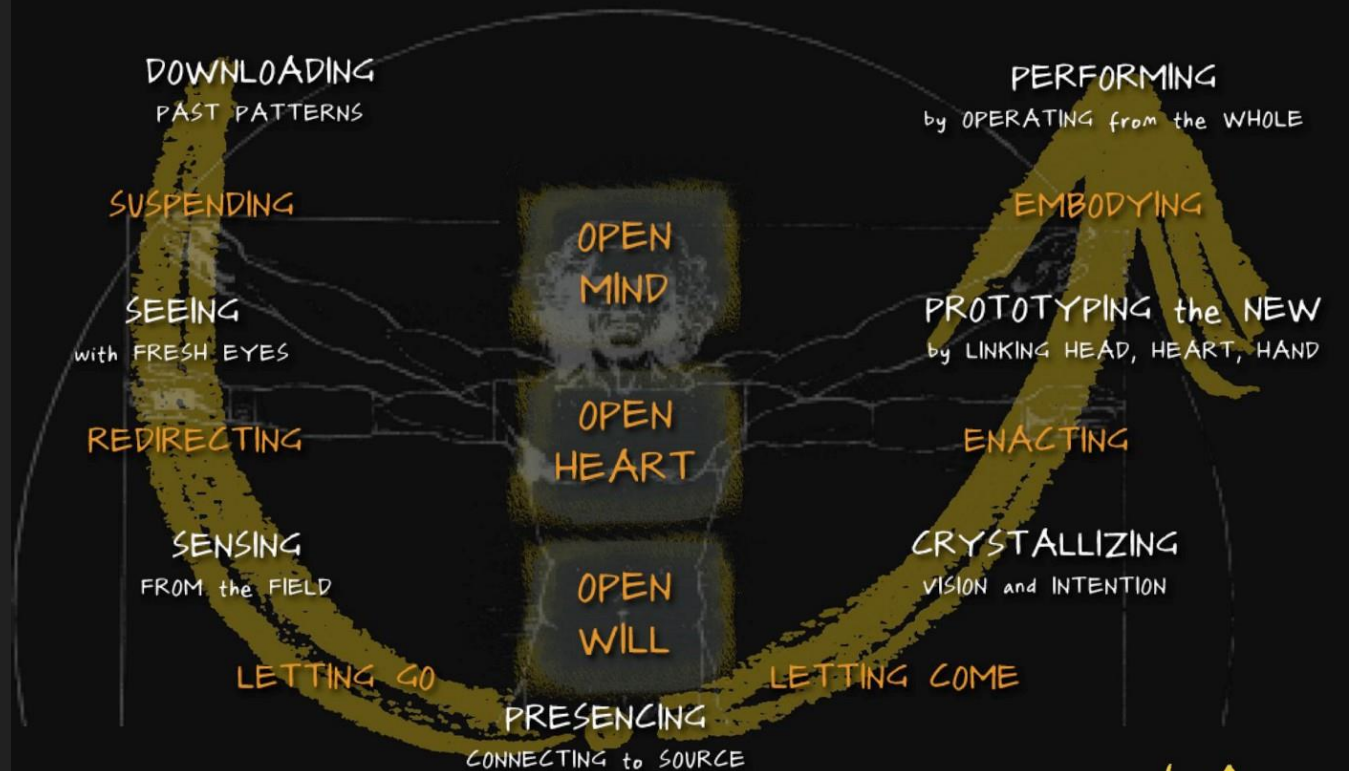 DOWNLOADING
PAST PATTERNS
SUSPENDING
SEEING
with FRESH EYES
REDIRECTING
SENSING
FROM the FIELD
LETTING GO
OPEN
MIND
OPEN
HEART
OPEN
WILL
PRESENCING
CONNECTING to SOURCE
LETTING COME
CRYSTALLIZING
VISION and INTENTION
ENACTING
PROTOTYPING the NEW
by LINKING HEAD, HEART, HAND
EMBODYING
PERFORMING
by OPERATING from the WHOLE